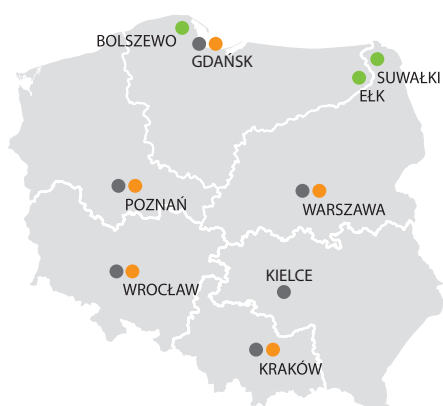 BOLSZEWO
GDAŃSK
SUWAŁKI
EŁK
POZNAŃ
WARSZAWA
WROCŁAW
KIELCE
KRAKÓW